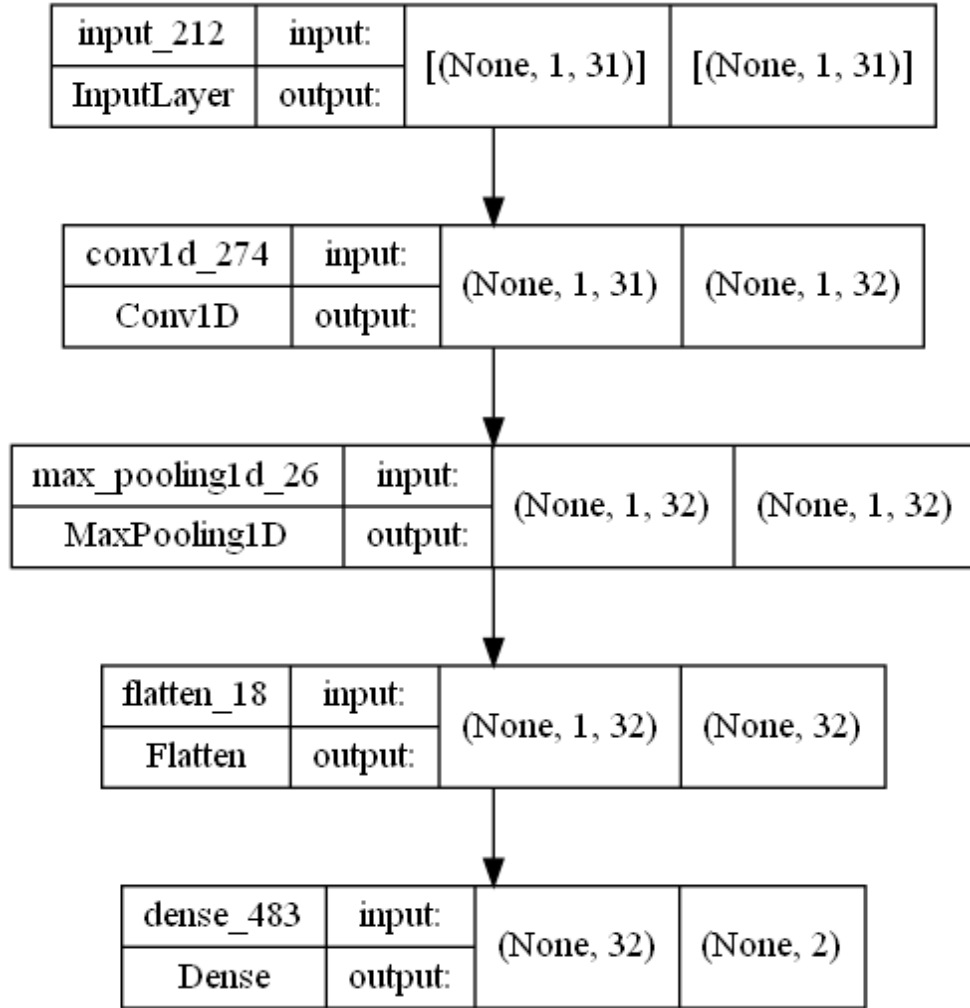 input_212 input: [(None, 1, 31)] [(None, 1, 31)]
InputLayer output:
conv1d_274 input: (None, 1, 31) (None, 1, 32)
Conv1D output:
max_pooling1d_26 input: (None, 1, 32) (None, 1, 32)
MaxPooling1D output:
flatten_18 input: (None, 1, 32) (None, 32)
Flatten output:
dense_483 input: (None, 32) (None, 2)
Dense output: